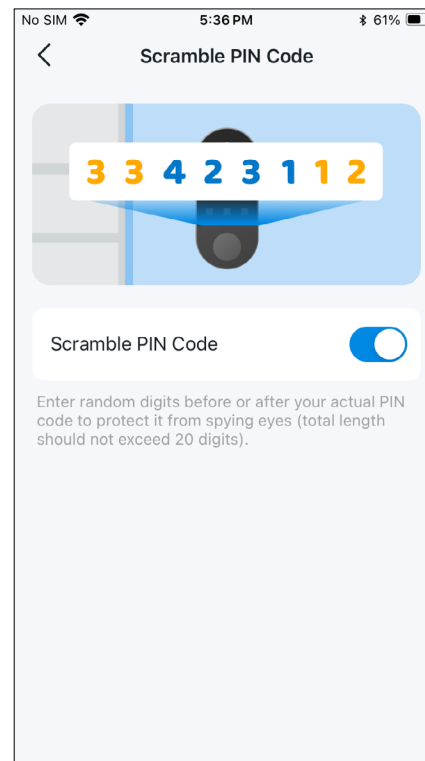 No SIM 5:36 PM 61%
Scramble PIN Code
3 3 4 2 3 1 1 2
Scramble PIN Code
Enter random digits before or after your actual PIN
code to protect it from spying eyes (total length
should not exceed 20 digits).